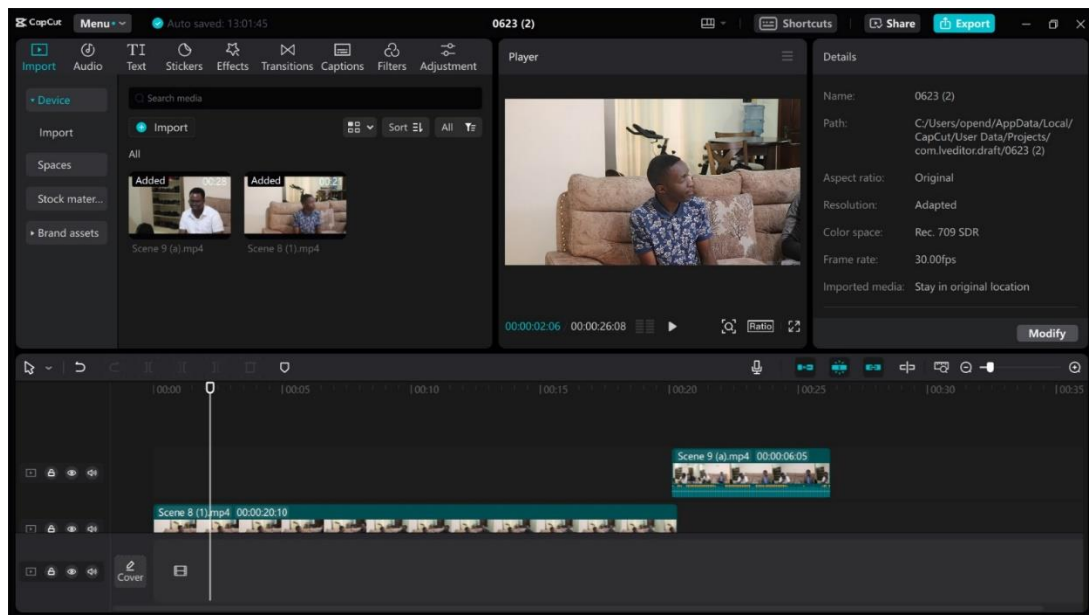 CapCut Menu Auto saved: 13:01:45 0623 (2) Shortcuts Share Export
Import Audio Text Stickers Effects Transitions Captions Filters Adjustment
Device
Import
Spaces
Stock mater...
Brand assets
Search media
Import Sort All
All
Added 00:28 Added 00:21
Scene 9 (a).mp4 Scene 8 (1).mp4
Player
00:00:02:06 00:00:26:08 Ratio
Details
Name: 0623 (2)
Path: C:/Users/opend/AppData/Local/
CapCut/User Data/Projects/
com.lveditor.draft/0623 (2)
Aspect ratio: Original
Resolution: Adapted
Color space: Rec. 709 SDR
Frame rate: 30.00fps
Imported media: Stay in original location
Modify
00:00 00:05 00:10 00:15 00:20 00:25 00:30 00:35
Scene 9 (a).mp4 00:00:06:05
Scene 8 (1).mp4 00:00:20:10
Cover